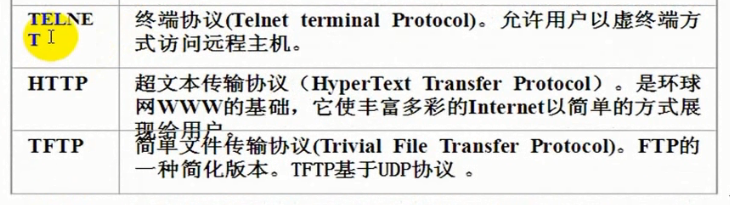 TELNE
T
终端协议(Telnet terminal Protocol)。允许用户以虚终端方
式访问远程主机。
HTTP
超文本传输协议（HyperText Transfer Protocol）。是环球
网WWW的基础，它使丰富多彩的Internet以简单的方式展
现给用户。
TFTP
简单文件传输协议(Trivial File Transfer Protocol)。FTP的
一种简化版本。TFTP基于UDP协议 。